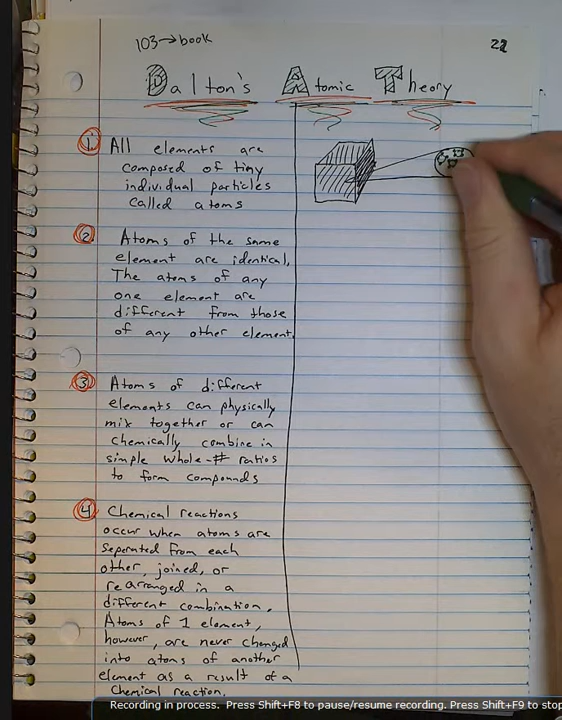 103→book
22
Dalton's Atomic Theory
1. All elements are
composed of tiny
individual particles
called atoms
2. Atoms of the same
element are identical.
The atoms of any
one element are
different from those
of any other element.
3. Atoms of different
elements can physically
mix together or can
chemically combine in
simple whole-# ratios
to form compounds
4. Chemical reactions
occur when atoms are
seperated from each
other, joined, or
rearranged in a
different combination.
Atoms of 1 element,
however, are never changed
into atoms of another
element as a result of a
Chemical reaction.
Recording in process. Press Shift+F8 to pause/resume recording. Press Shift+F9 to stop